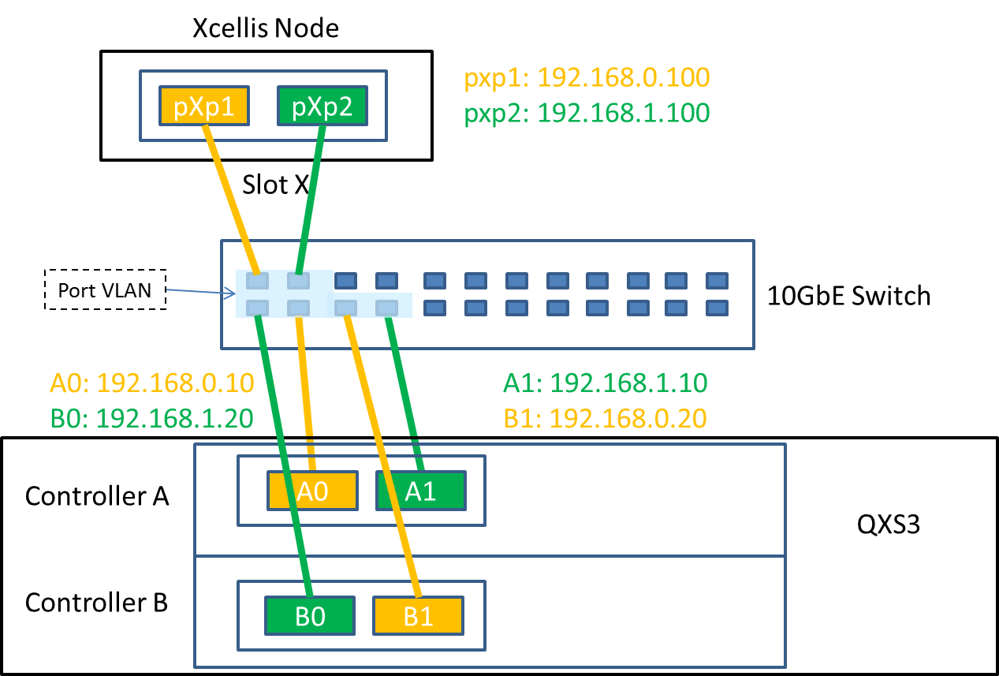 Xcellis Node
pXp1
pXp2
pxp1: 192.168.0.100
pxp2: 192.168.1.100
Slot X
Port VLAN
10GbE Switch
A0: 192.168.0.10
B0: 192.168.1.20
A1: 192.168.1.10
B1: 192.168.0.20
Controller A
A0
A1
QXS3
Controller B
B0
B1